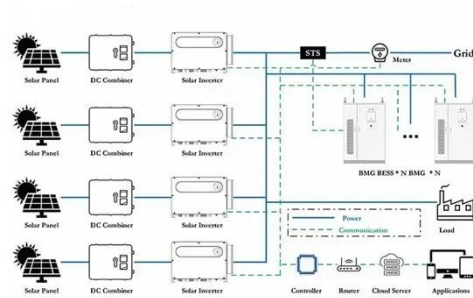 STS
Grid
Meter
Solar Panel DC Combiner Solar Inverter
Solar Panel DC Combiner Solar Inverter
BMG BESS * N BMG * N
Solar Panel DC Combiner Solar Inverter
Power
Communication
Load
Solar Panel DC Combiner Solar Inverter
Controller Router Cloud Server Applications